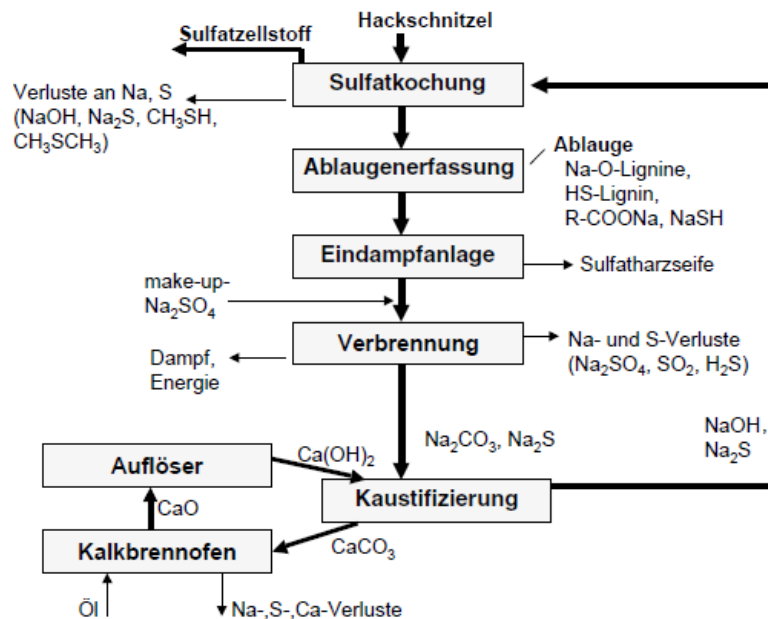 Hackschnitzel
Sulfatzellstoff
Sulfatkochung
Verluste an Na, S
(NaOH, Na₂S, CH₃SH,
CH₃SCH₃)
Ablaugenerfassung
Ablauge
Na-O-Lignine,
HS-Lignin,
R-COONa, NaSH
Eindampfanlage
Sulfatharzseife
make-up-
Na₂SO₄
Verbrennung
Na- und S-Verluste
(Na₂SO₄, SO₂, H₂S)
Dampf,
Energie
Na₂CO₃, Na₂S
NaOH,
Na₂S
Auflöser
Ca(OH)₂
Kaustifizierung
CaO
CaCO₃
Kalkbrennofen
Öl
Na-,S-,Ca-Verluste